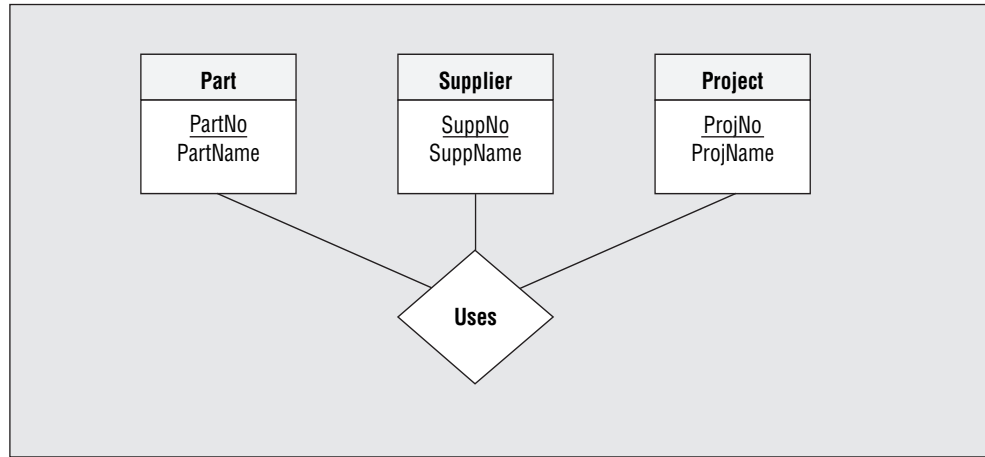 Part
PartNo
PartName
Supplier
SuppNo
SuppName
Project
ProjNo
ProjName
Uses